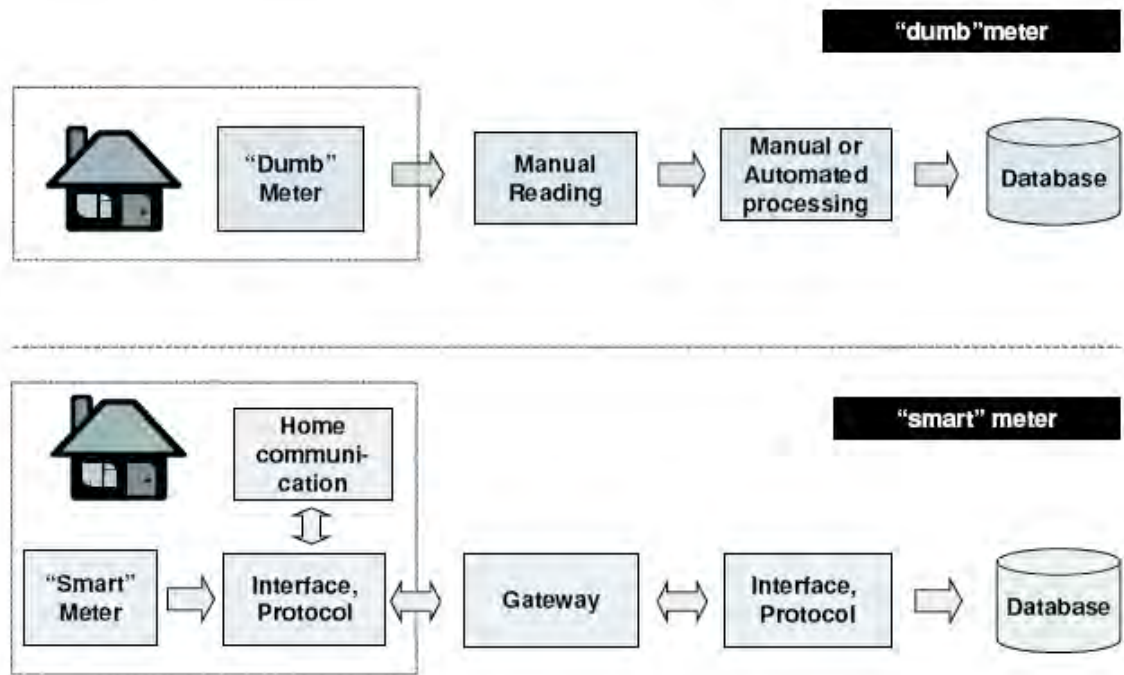 “dumb”meter
“Dumb”
Meter
Manual
Reading
Manual or
Automated
processing
Database
“smart” meter
Home
communi-
cation
“Smart”
Meter
Interface,
Protocol
Gateway
Interface,
Protocol
Database